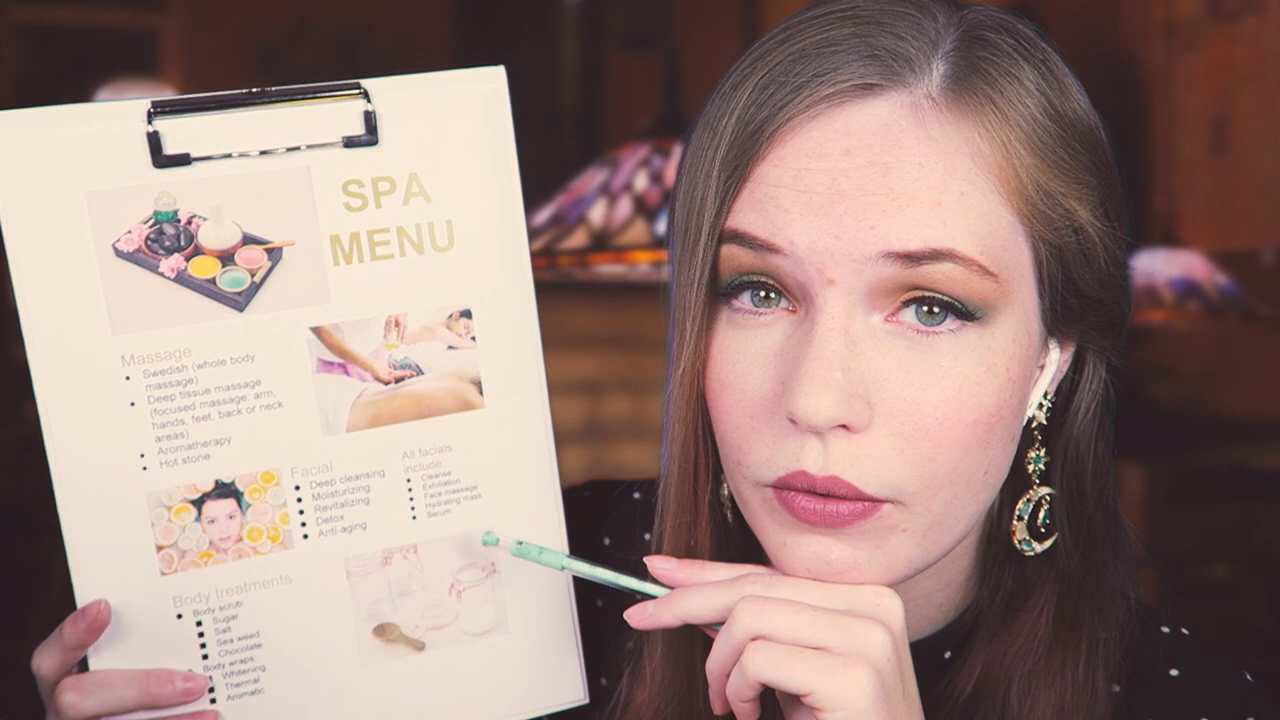 SPA
MENU
Massage
Swedish (whole body
massage)
Deep tissue massage
(focused massage: arm,
hands, feet, back or neck
areas)
Aromatherapy
Hot stone
Facial
Deep cleansing
Moisturizing
Revitalizing
Detox
Anti-aging
All facials
include:
Cleanse
Exfoliation
Face massage
Hydrating mask
Serum
Body treatments
Body scrub:
Sugar
Salt
Sea weed
Chocolate
Body wraps:
Whitening
Thermal
Aromatic